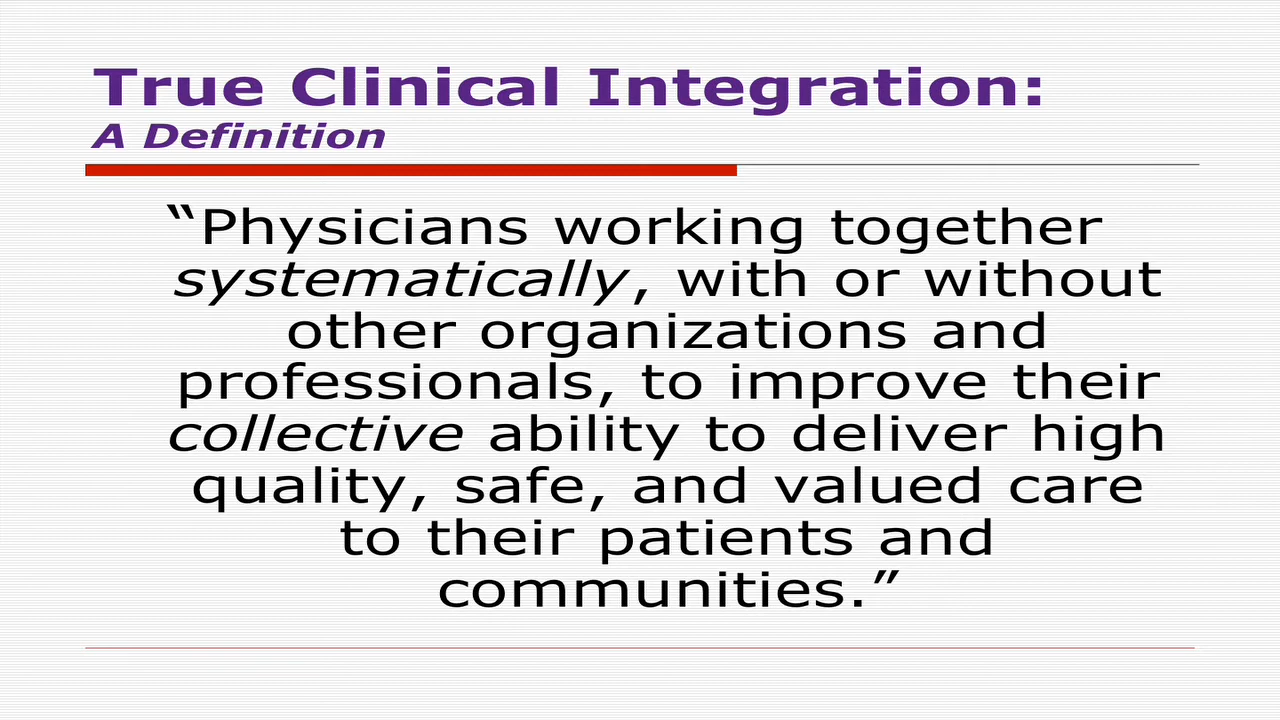 True Clinical Integration:
A Definition
“Physicians working together
systematically, with or without
other organizations and
professionals, to improve their
collective ability to deliver high
quality, safe, and valued care
to their patients and
communities.”